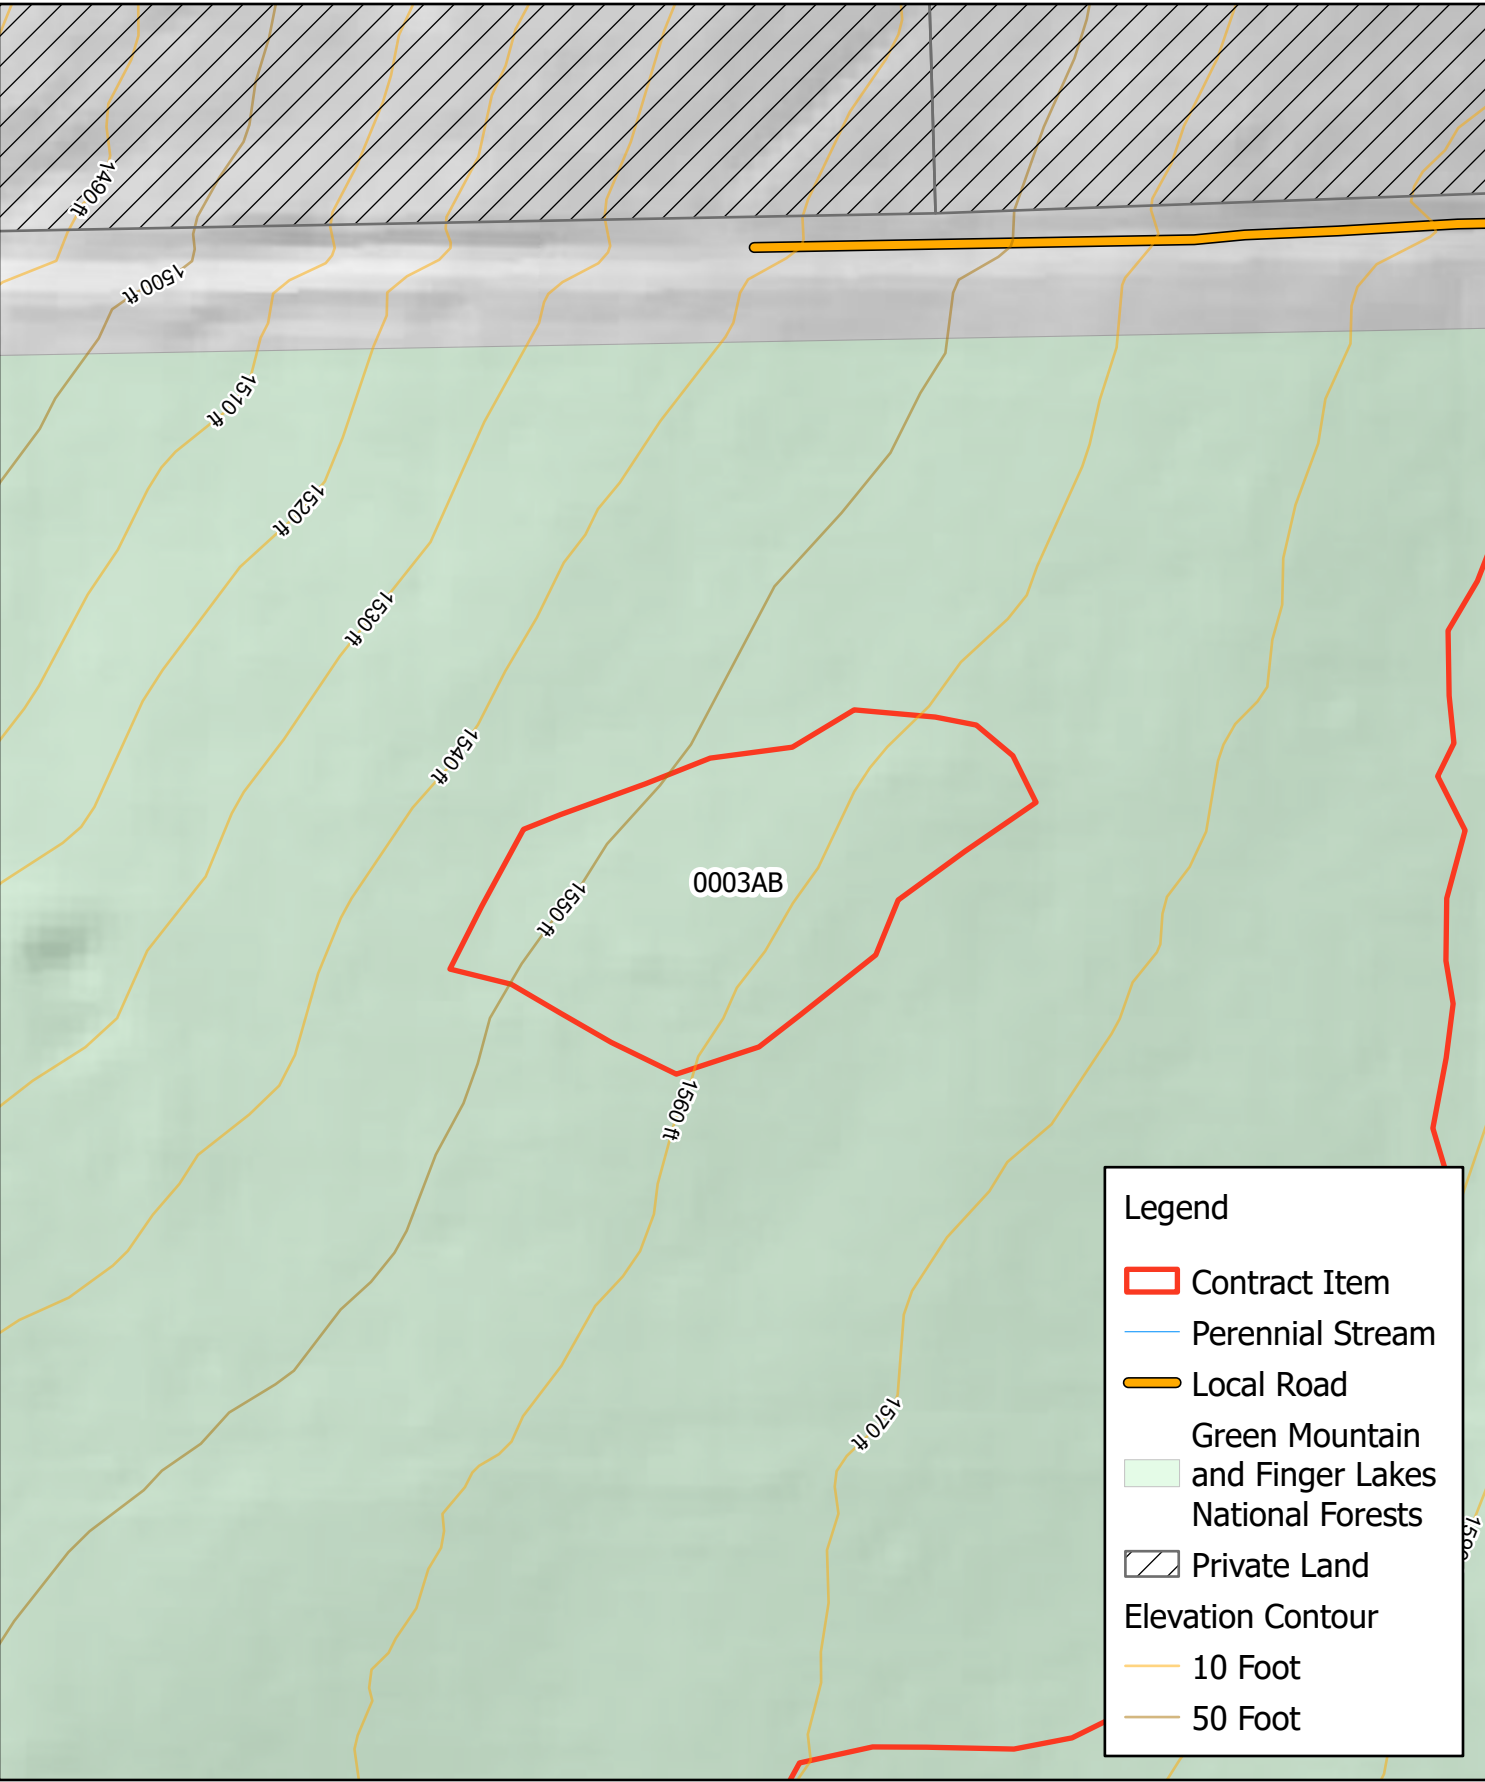 1490 ft
1500 ft
1510 ft
1520 ft
1530 ft
1540 ft
0003AB
1550 ft
1560 ft
1570 ft
Legend
Contract Item
Perennial Stream
Local Road
Green Mountain
and Finger Lakes
National Forests
Private Land
Elevation Contour
10 Foot
50 Foot